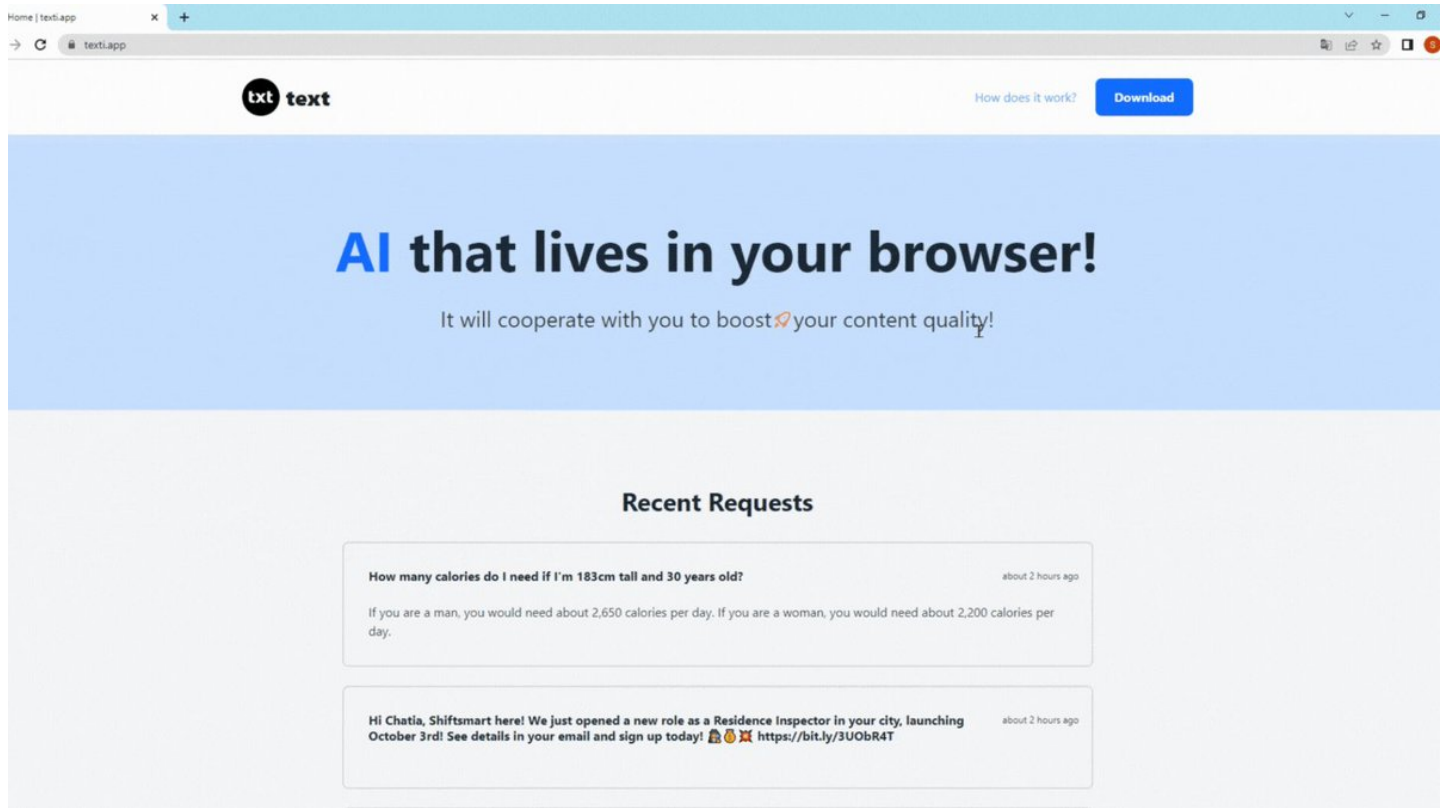 Home | texti.app
texti.app
txt text
How does it work?
Download
AI that lives in your browser!
It will cooperate with you to boost🚀your content quality!
Recent Requests
How many calories do I need if I'm 183cm tall and 30 years old?
about 2 hours ago
If you are a man, you would need about 2,650 calories per day. If you are a woman, you would need about 2,200 calories per
day.
Hi Chatia, Shiftsmart here! We just opened a new role as a Residence Inspector in your city, launching
about 2 hours ago
October 3rd! See details in your email and sign up today! 🕵️💰💥 https://bit.ly/3UObR4T
S